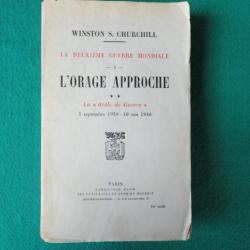 WINSTON S. CHURCHILL
LA DEUXIÈME GUERRE MONDIALE
- I -
L'ORAGE APPROCHE
★ ★
La « drôle de Guerre »
3 septembre 1939 - 10 mai 1940
PARIS
LIBRAIRIE PLON